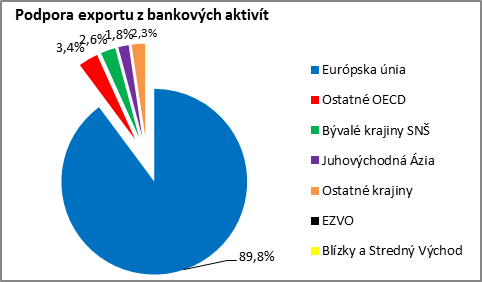 Podpora exportu z bankových aktivít
3,4%
2,6%
1,8%
2,3%
89,8%
Európska únia
Ostatné OECD
Bývalé krajiny SNŠ
Juhovýchodná Ázia
Ostatné krajiny
EZVO
Blízky a Stredný Východ